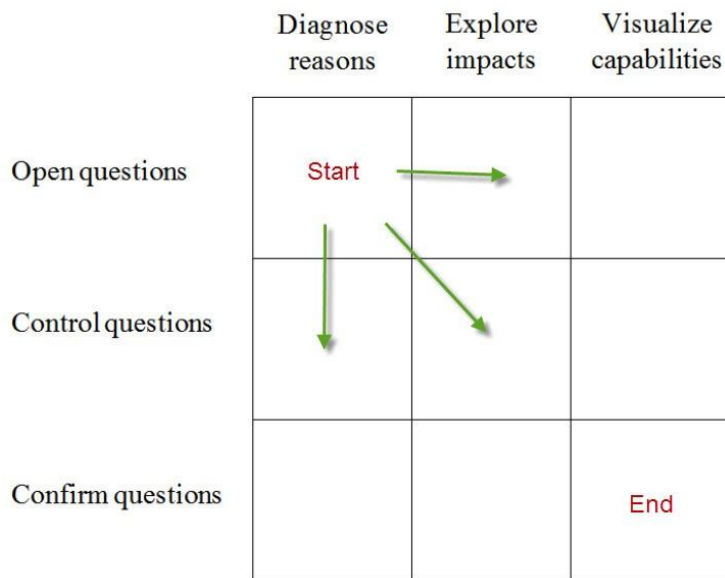 Diagnose reasons
Explore impacts
Visualize capabilities
Open questions
Start
Control questions
Confirm questions
End